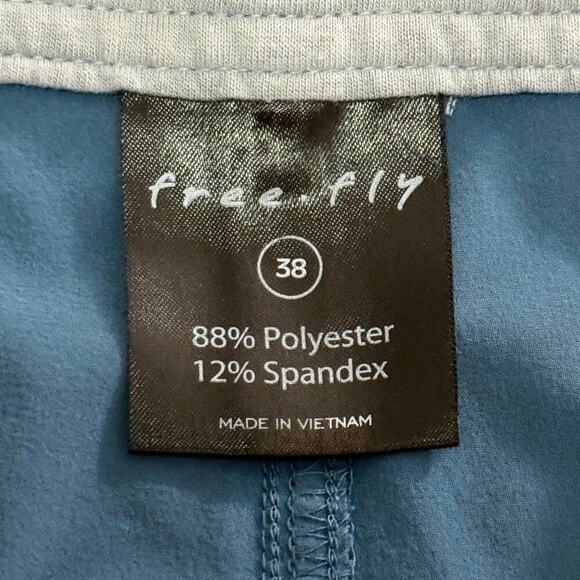 free.fly
38
88% Polyester
12% Spandex
MADE IN VIETNAM